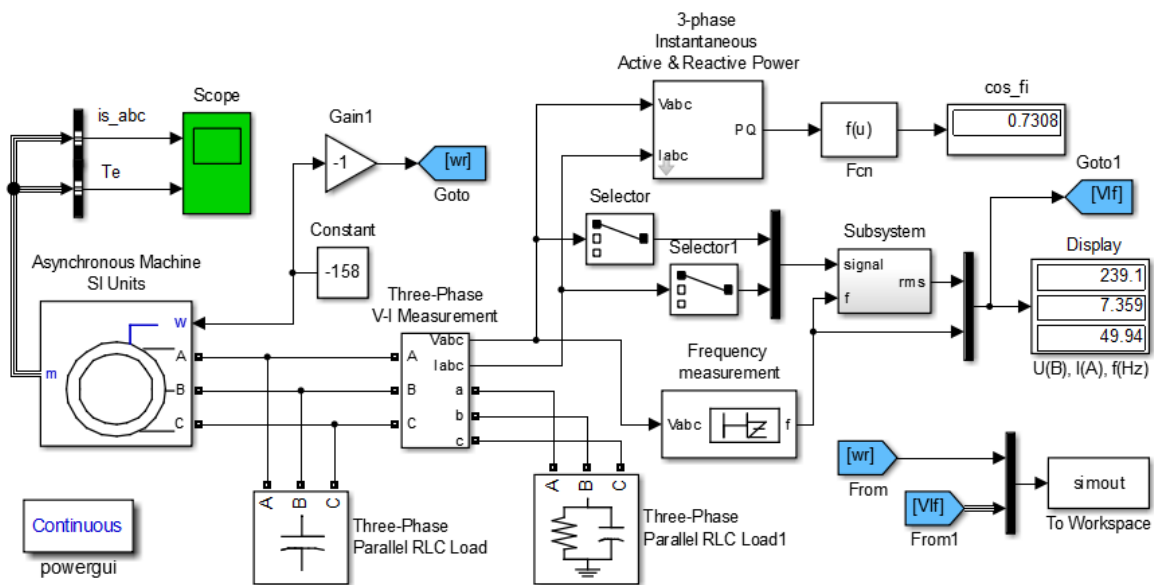 3-phase
Instantaneous
Active & Reactive Power
Vabc
Iabc
PQ
f(u)
Fcn
cos_fi
0.7308
is_abc
Te
Scope
Gain1
-1
[wr]
Goto
Goto1
[VIf]
Constant
-158
Selector
Selector1
Subsystem
signal
f
rms
Display
239.1
7.359
49.94
U(B), I(A), f(Hz)
Asynchronous Machine
SI Units
m
W
A
B
C
Three-Phase
V-I Measurement
A
B
C
Vabc
Iabc
a
b
c
Frequency
measurement
Vabc
f
[wr]
From
[VIf]
From1
simout
To Workspace
A
B
C
Three-Phase
Parallel RLC Load
A
B
C
Three-Phase
Parallel RLC Load1
Continuous
powergui